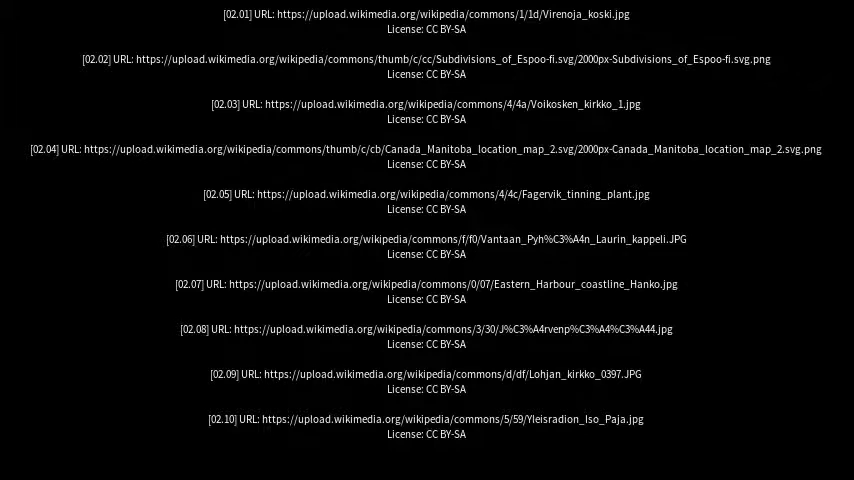 [02.01] URL: https://upload.wikimedia.org/wikipedia/commons/1/1d/Virenoja_koski.jpg
License: CC BY-SA
[02.02] URL: https://upload.wikimedia.org/wikipedia/commons/thumb/c/cc/Subdivisions_of_Espoo-fi.svg/2000px-Subdivisions_of_Espoo-fi.svg.png
License: CC BY-SA
[02.03] URL: https://upload.wikimedia.org/wikipedia/commons/4/4a/Voikosken_kirkko_1.jpg
License: CC BY-SA
[02.04] URL: https://upload.wikimedia.org/wikipedia/commons/thumb/c/cb/Canada_Manitoba_location_map_2.svg/2000px-Canada_Manitoba_location_map_2.svg.png
License: CC BY-SA
[02.05] URL: https://upload.wikimedia.org/wikipedia/commons/4/4c/Fagervik_tinning_plant.jpg
License: CC BY-SA
[02.06] URL: https://upload.wikimedia.org/wikipedia/commons/f/f0/Vantaan_Pyh%C3%A4n_Laurin_kappeli.JPG
License: CC BY-SA
[02.07] URL: https://upload.wikimedia.org/wikipedia/commons/0/07/Eastern_Harbour_coastline_Hanko.jpg
License: CC BY-SA
[02.08] URL: https://upload.wikimedia.org/wikipedia/commons/3/30/J%C3%A4rvenp%C3%A4%C3%A44.jpg
License: CC BY-SA
[02.09] URL: https://upload.wikimedia.org/wikipedia/commons/d/df/Lohjan_kirkko_0397.JPG
License: CC BY-SA
[02.10] URL: https://upload.wikimedia.org/wikipedia/commons/5/59/Yleisradion_Iso_Paja.jpg
License: CC BY-SA